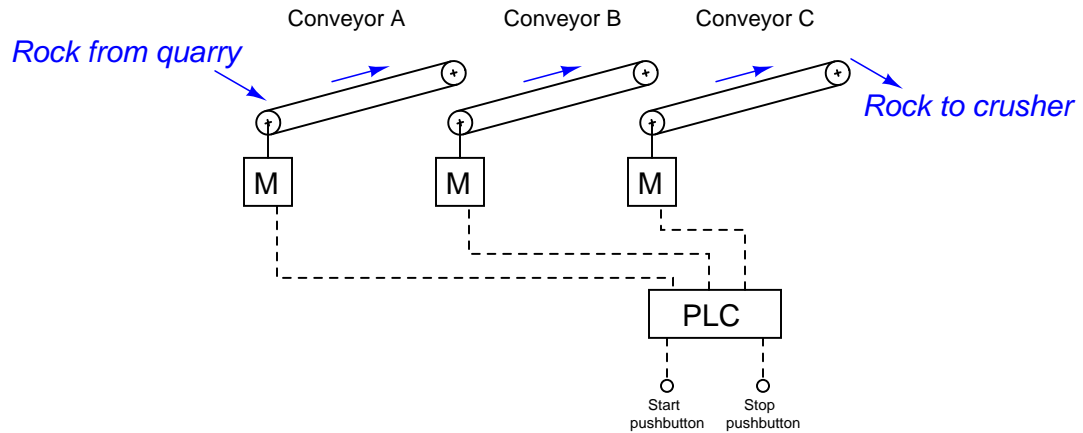 Conveyor A
Conveyor B
Conveyor C
Rock from quarry
Rock to crusher
M
M
M
PLC
Start
pushbutton
Stop
pushbutton